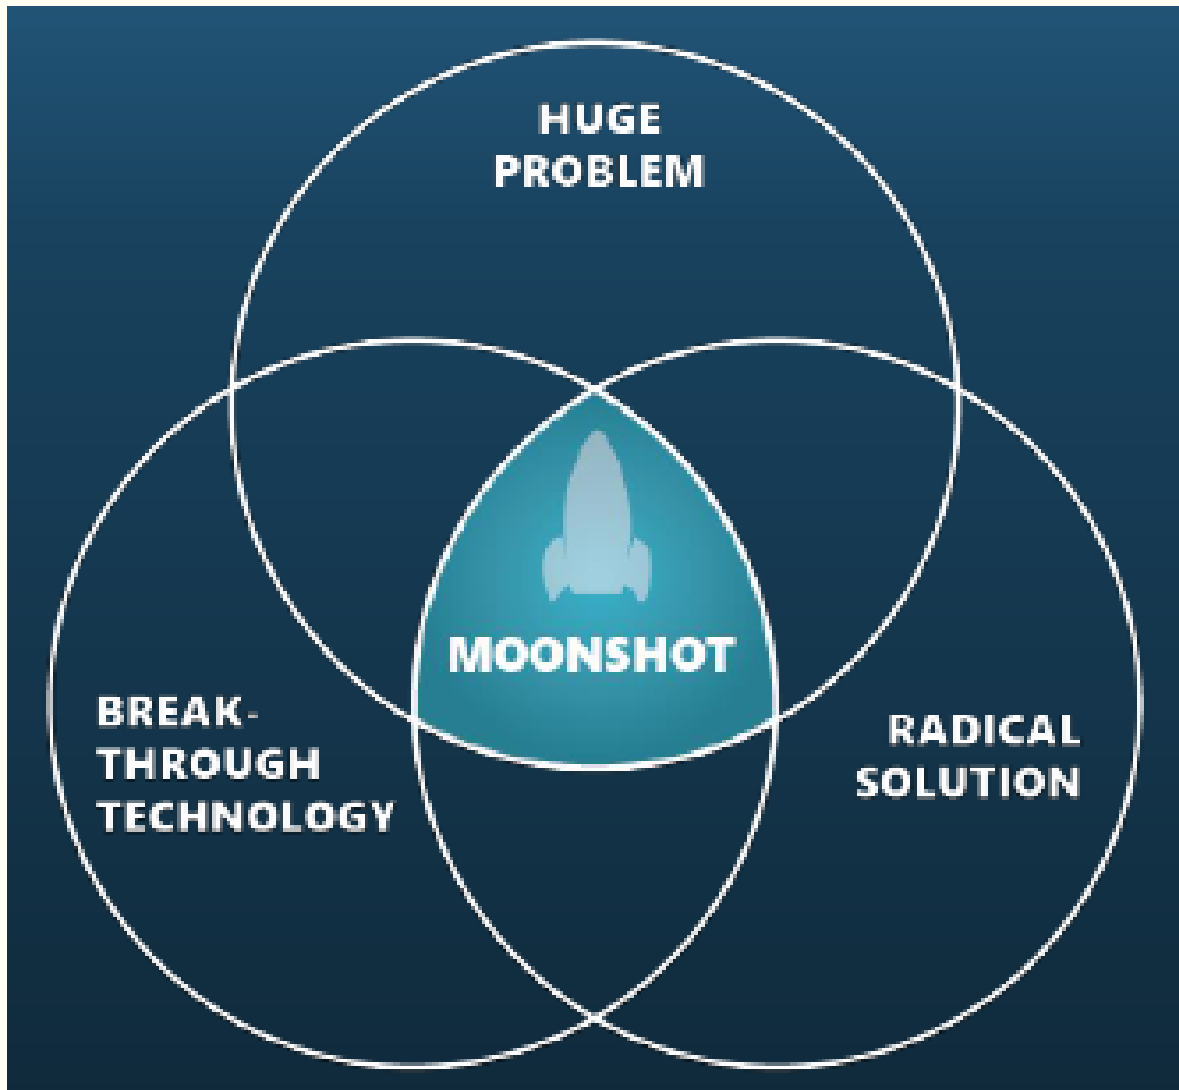 HUGE
PROBLEM
MOONSHOT
BREAK-
THROUGH
TECHNOLOGY
RADICAL
SOLUTION